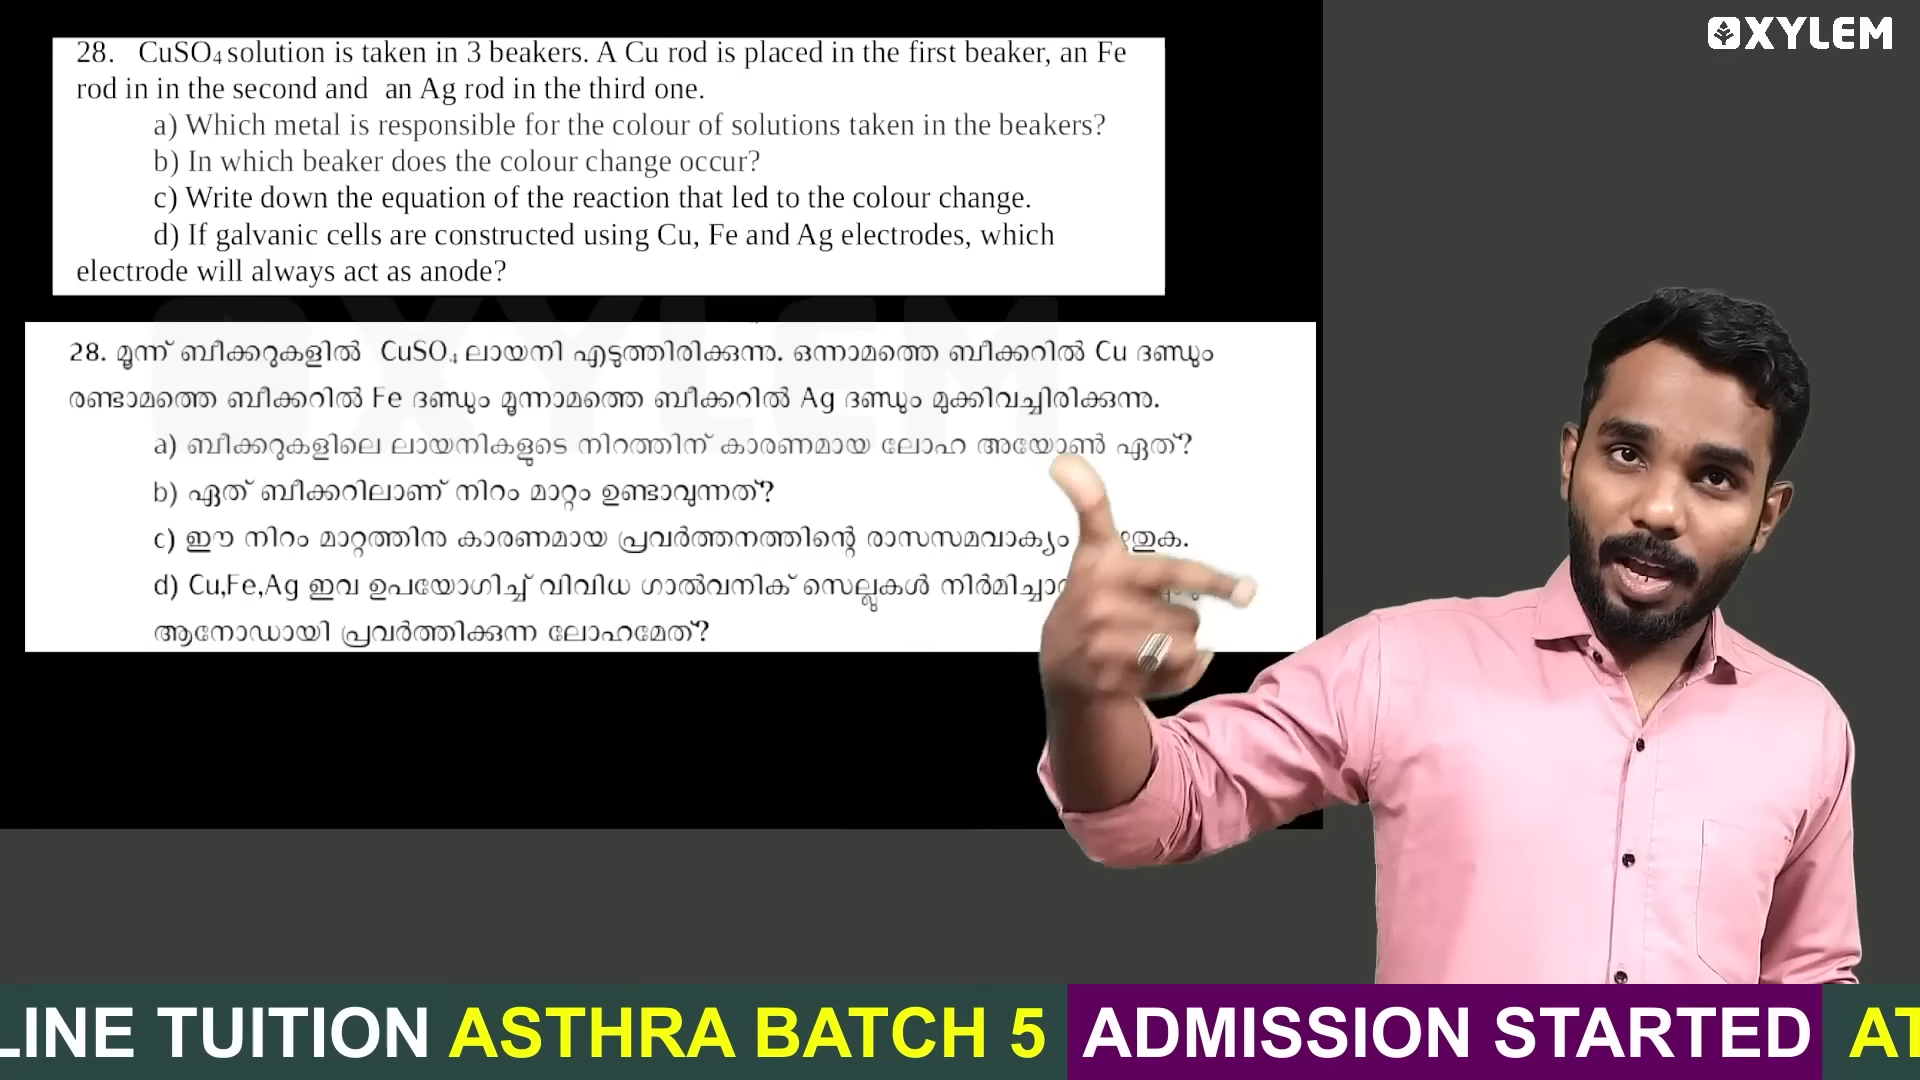 OXYLEM
28. CuSO4 solution is taken in 3 beakers. A Cu rod is placed in the first beaker, an Fe
rod in in the second and an Ag rod in the third one.
a) Which metal is responsible for the colour of solutions taken in the beakers?
b) In which beaker does the colour change occur?
c) Write down the equation of the reaction that led to the colour change.
d) If galvanic cells are constructed using Cu, Fe and Ag electrodes, which
electrode will always act as anode?
28. മൂന്ന് ബീക്കറുകളിൽ CuSO4 ലായനി എടുത്തിരിക്കുന്നു. ഒന്നാമത്തെ ബീക്കറിൽ Cu ദണ്ഡും
രണ്ടാമത്തെ ബീക്കറിൽ Fe ദണ്ഡും മൂന്നാമത്തെ ബീക്കറിൽ Ag ദണ്ഡും മുക്കിവച്ചിരിക്കുന്നു.
a) ബീക്കറുകളിലെ ലായനികളുടെ നിറത്തിന് കാരണമായ ലോഹ അയോൺ ഏത്?
b) ഏത് ബീക്കറിലാണ് നിറം മാറ്റം ഉണ്ടാവുന്നത്?
c) ഈ നിറം മാറ്റത്തിനു കാരണമായ പ്രവർത്തനത്തിന്റെ രാസസമവാക്യം
d) Cu,Fe,Ag ഇവ ഉപയോഗിച്ച് വിവിധ ഗാൽവനിക് സെല്ലുകൾ
ആനോഡായി പ്രവർത്തിക്കുന്ന ലോഹമേത്?
LINE TUITION ASTHRA BATCH 5 ADMISSION STARTED AT